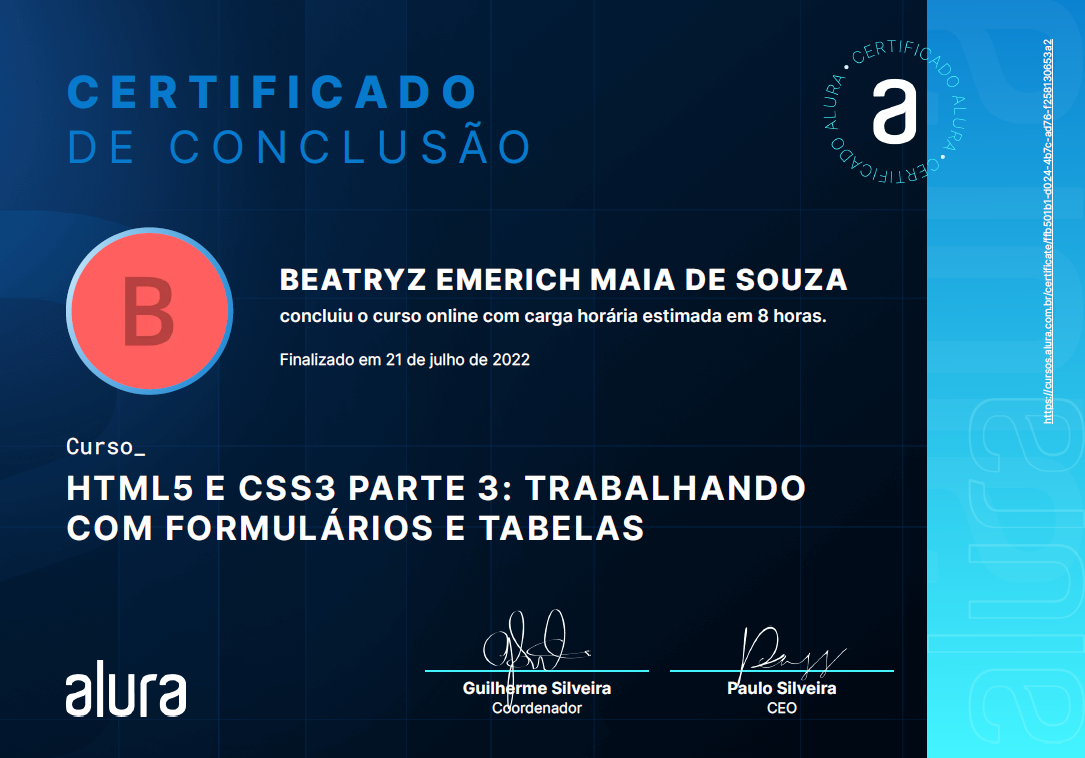 CERTIFICADO
DE CONCLUSÃO
CERTIFICADO ALURA • CERTIFICADO ALURA •
a
https://cursos.alura.com.br/certificate/ffb501b1-d024-4b7c-ad76-f258130653a2
B
BEATRYZ EMERICH MAIA DE SOUZA
concluiu o curso online com carga horária estimada em 8 horas.
Finalizado em 21 de julho de 2022
Curso_
HTML5 E CSS3 PARTE 3: TRABALHANDO
COM FORMULÁRIOS E TABELAS
alura
Guilherme Silveira
Coordenador
Paulo Silveira
CEO
alura